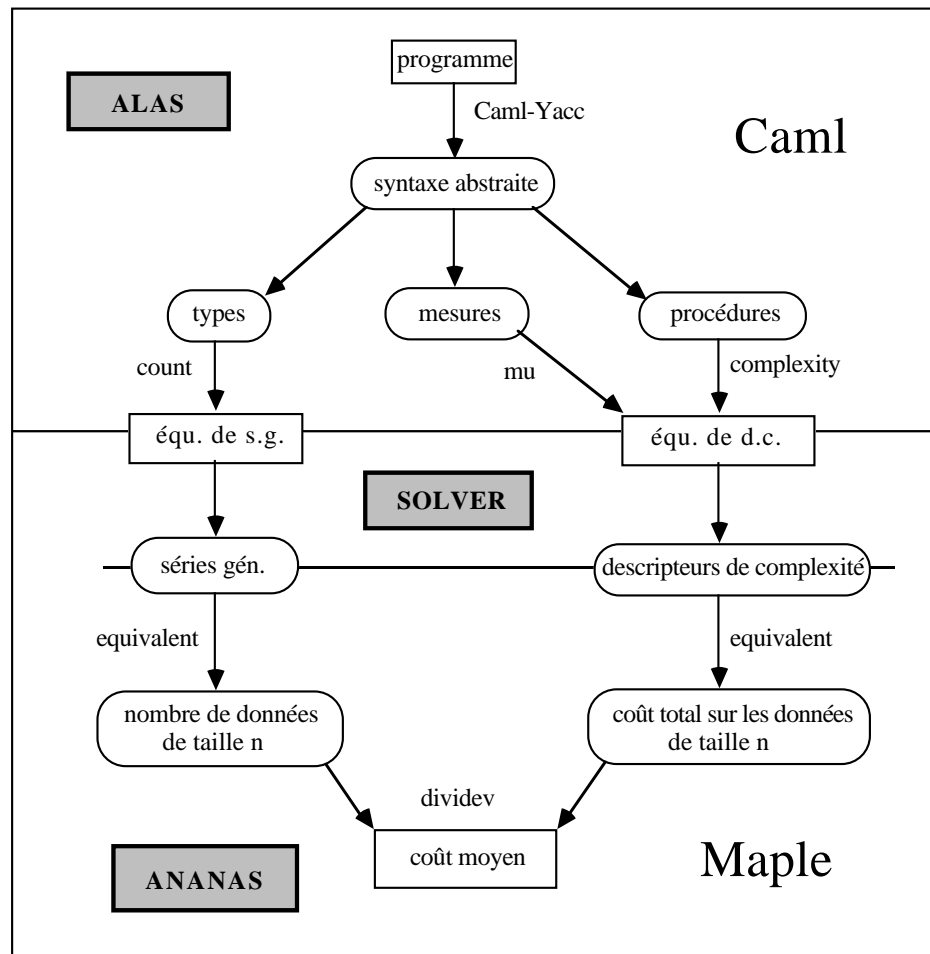 programme
ALAS
Caml-Yacc
Caml
syntaxe abstraite
types
mesures
procédures
count
mu
complexity
équ. de s.g.
équ. de d.c.
SOLVER
séries gén.
descripteurs de complexité
equivalent
equivalent
nombre de données
de taille n
coût total sur les données
de taille n
dividev
coût moyen
Maple
ANANAS